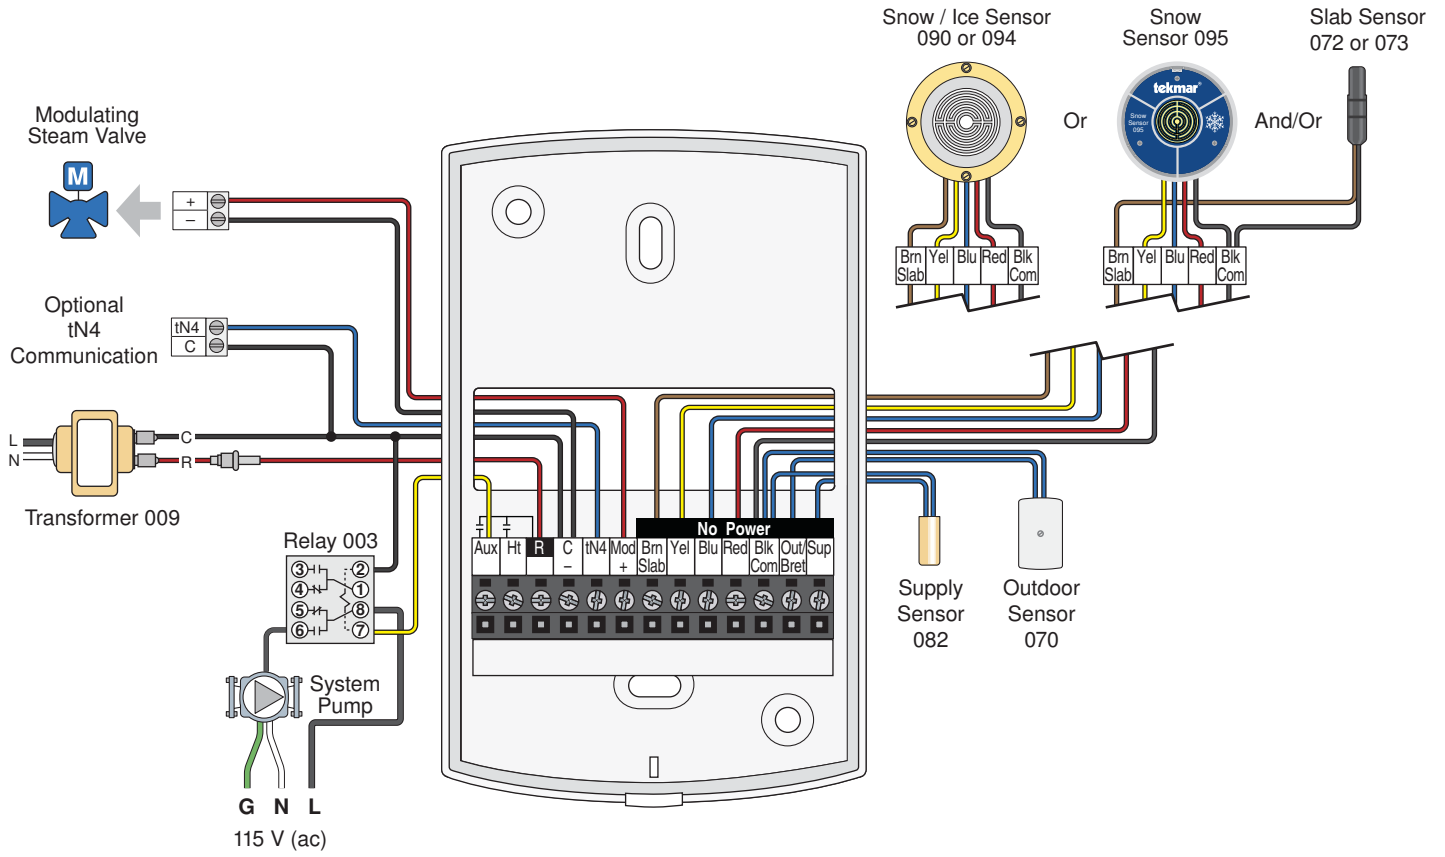 Snow / Ice Sensor
090 or 094
Snow
Sensor 095
Slab Sensor
072 or 073
tekmar®
Snow
Sensor
095
Or
And/Or
Modulating
Steam Valve
M
+
–
Brn
Slab
Yel
Blu
Red
Blk
Com
Brn
Slab
Yel
Blu
Red
Blk
Com
Optional
tN4
Communication
tN4
C
L
N
C
R
Transformer 009
Relay 003
3
2
4
1
5
8
6
7
No Power
Aux
Ht
R
C
–
tN4
Mod
+
Brn
Slab
Yel
Blu
Red
Blk
Com
Out/
Bret
Sup
Supply
Sensor
082
Outdoor
Sensor
070
System
Pump
G N L
115 V (ac)